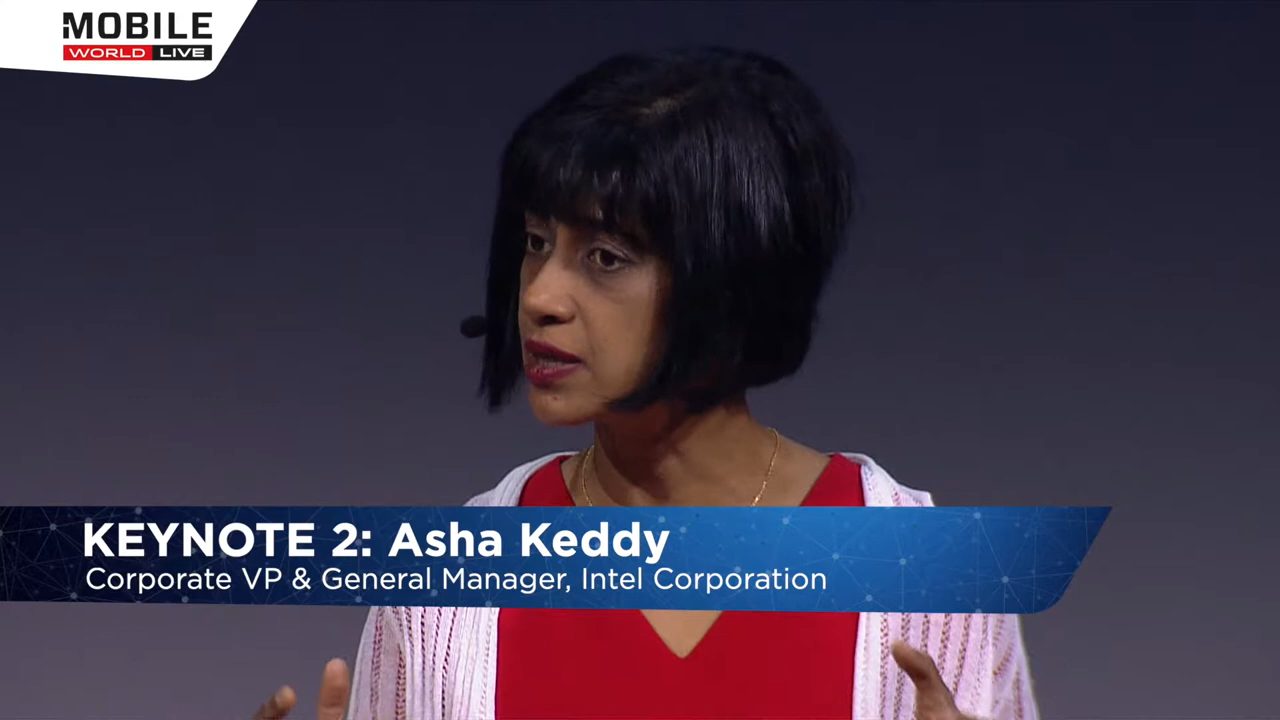 MOBILE
WORLD LIVE
KEYNOTE 2: Asha Keddy
Corporate VP & General Manager, Intel Corporation